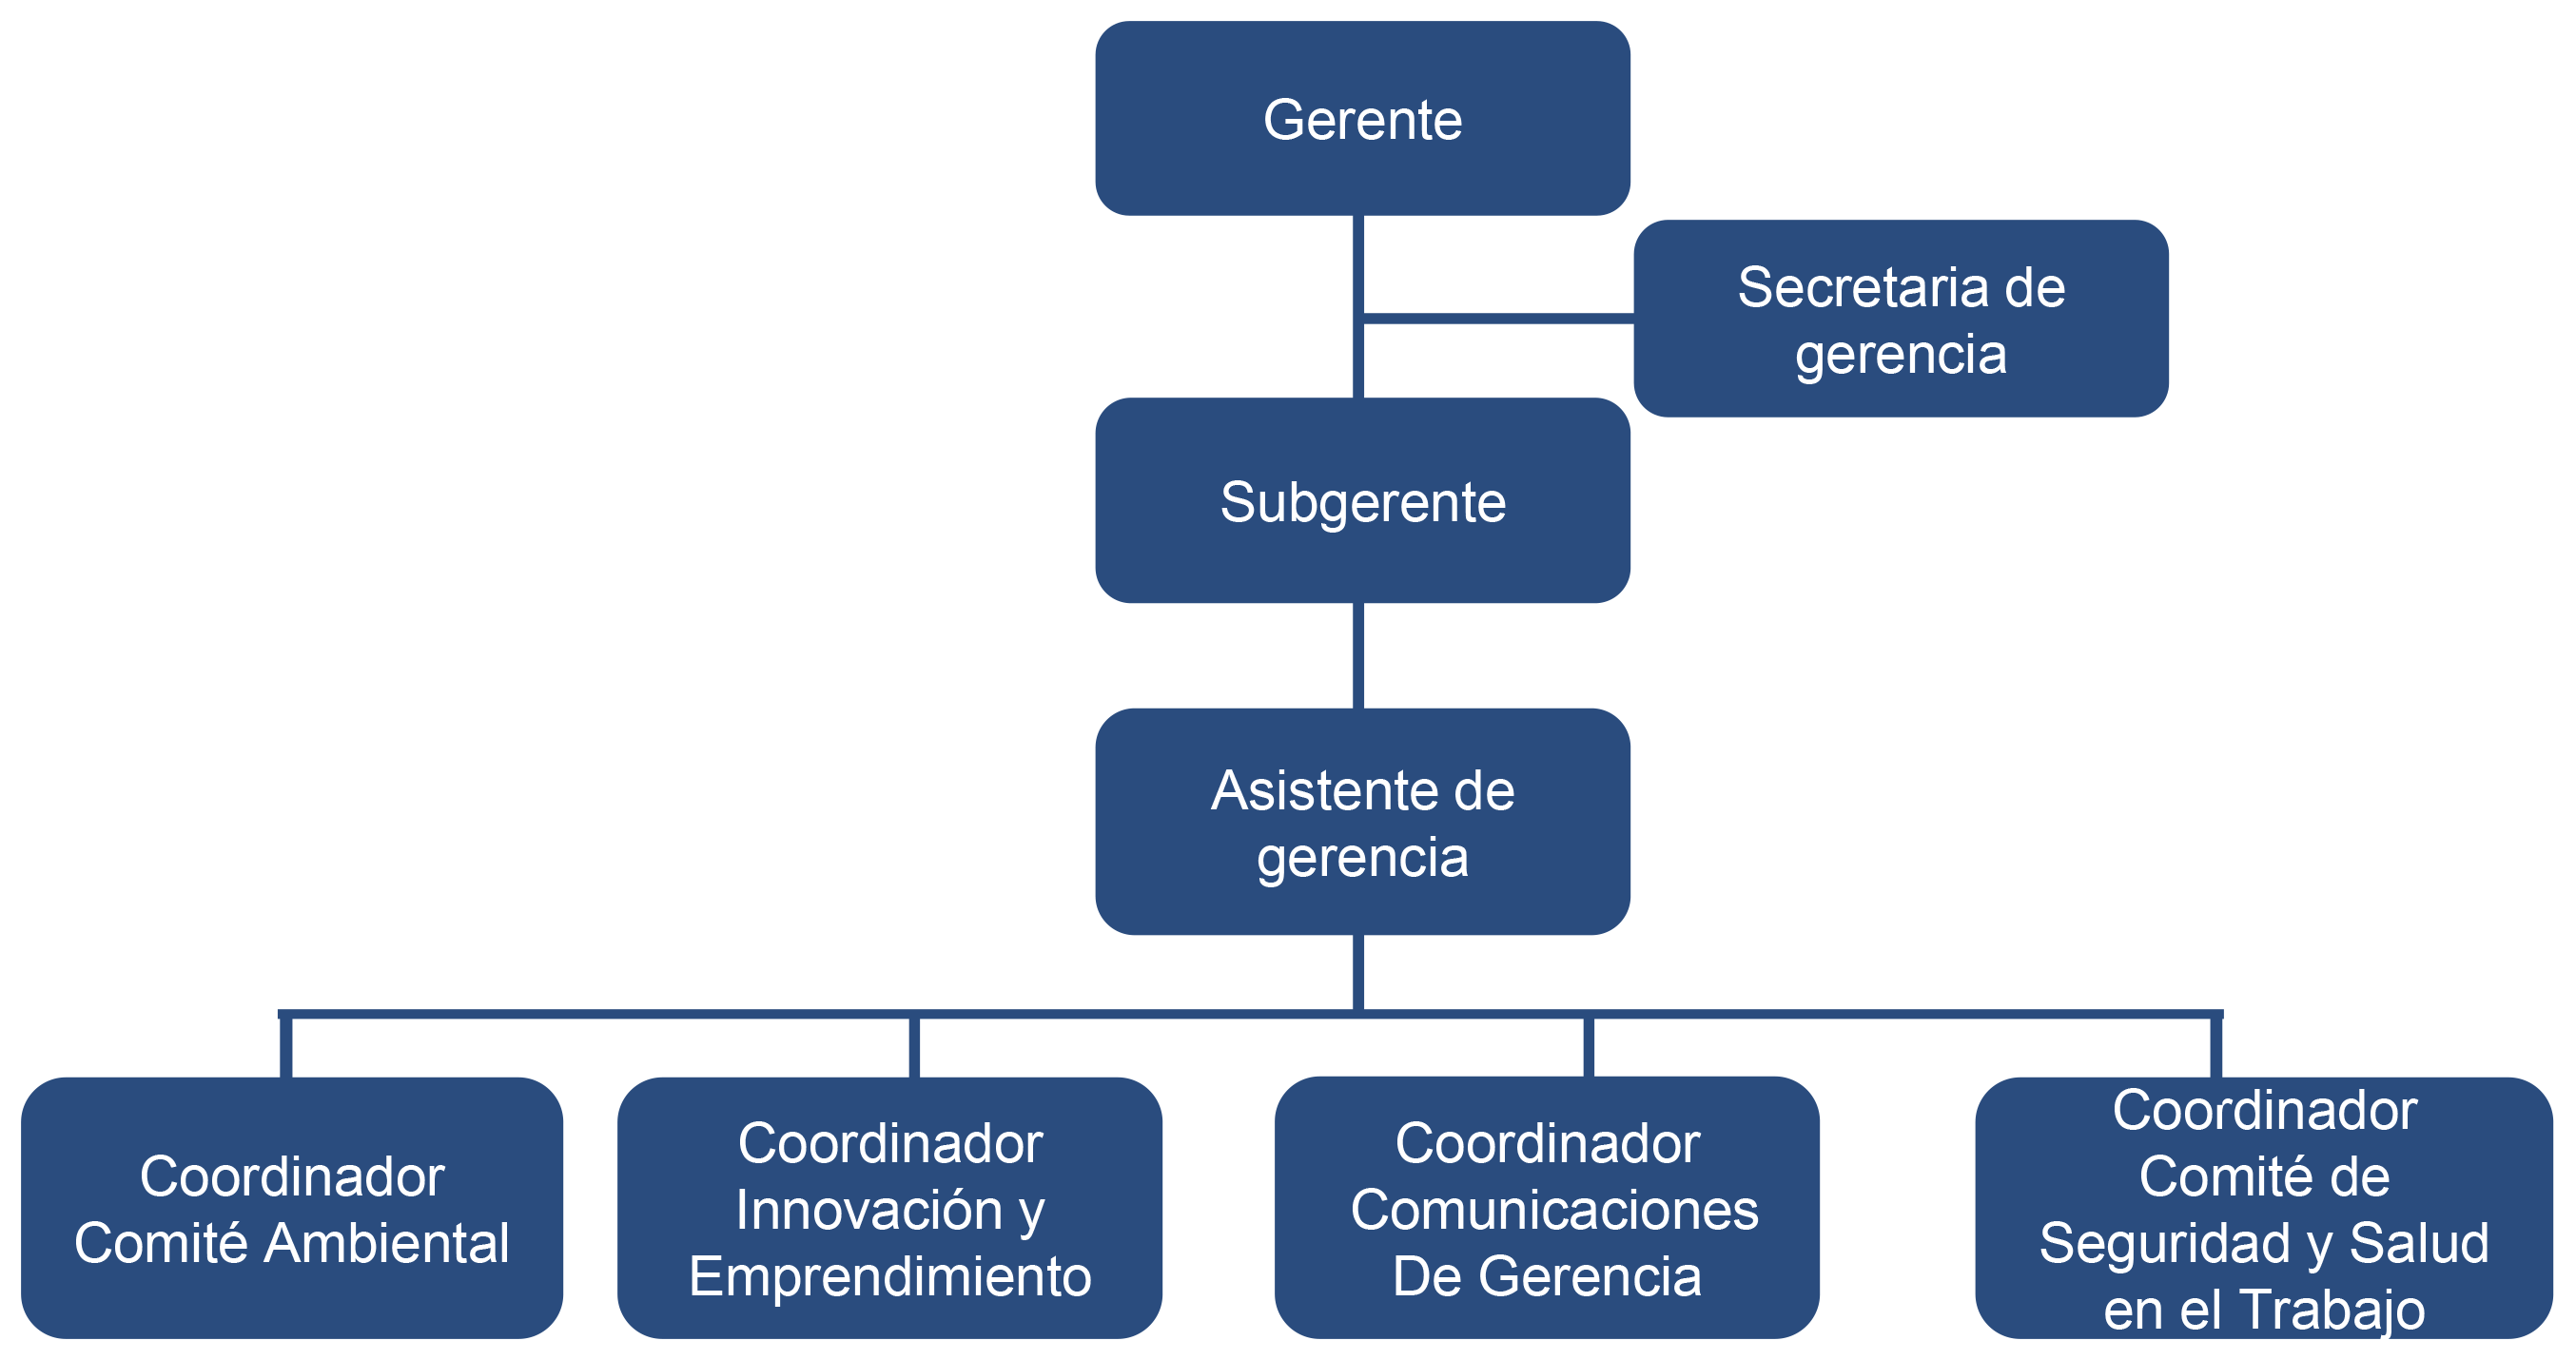 Gerente
Secretaria de
gerencia
Subgerente
Asistente de
gerencia
Coordinador
Comité Ambiental
Coordinador
Innovación y
Emprendimiento
Coordinador
Comunicaciones
De Gerencia
Coordinador
Comité de
Seguridad y Salud
en el Trabajo